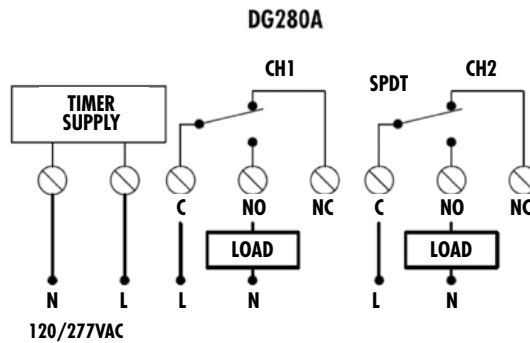 DG280A
CH1
SPDT
CH2
TIMER
SUPPLY
C
NO
NC
C
NO
NC
LOAD
LOAD
N
L
L
N
L
N
120/277VAC